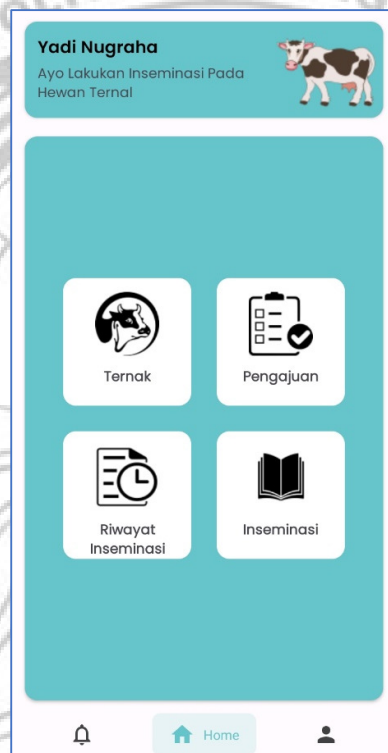 Yadi Nugraha
Ayo Lakukan Inseminasi Pada
Hewan Ternal
Ternak
Pengajuan
Riwayat
Inseminasi
Inseminasi
Home